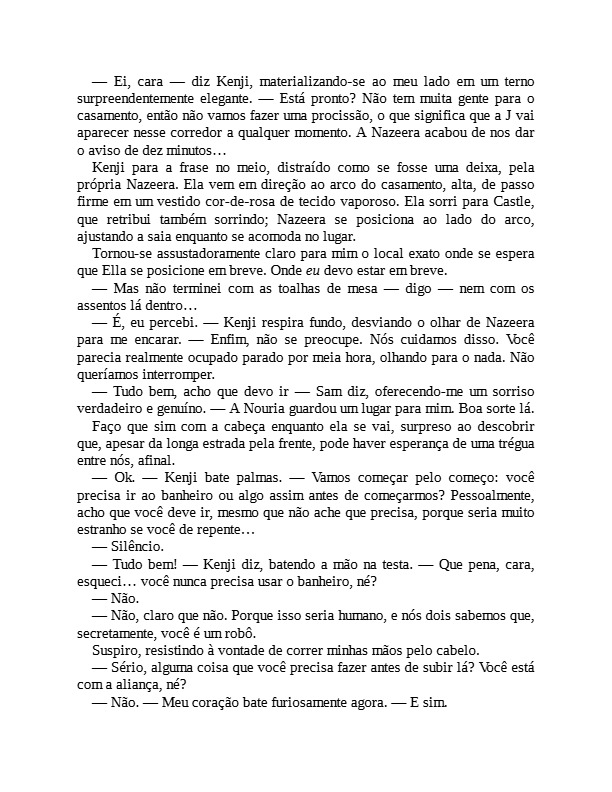 — Ei, cara — diz Kenji, materializando-se ao meu lado em um terno
surpreendentemente elegante. — Está pronto? Não tem muita gente para o
casamento, então não vamos fazer uma procissão, o que significa que a J vai
aparecer nesse corredor a qualquer momento. A Nazeera acabou de nos dar
o aviso de dez minutos…
Kenji para a frase no meio, distraído como se fosse uma deixa, pela
própria Nazeera. Ela vem em direção ao arco do casamento, alta, de passo
firme em um vestido cor-de-rosa de tecido vaporoso. Ela sorri para Castle,
que retribui também sorrindo; Nazeera se posiciona ao lado do arco,
ajustando a saia enquanto se acomoda no lugar.
Tornou-se assustadoramente claro para mim o local exato onde se espera
que Ella se posicione em breve. Onde eu devo estar em breve.
— Mas não terminei com as toalhas de mesa — digo — nem com os
assentos lá dentro…
— É, eu percebi. — Kenji respira fundo, desviando o olhar de Nazeera
para me encarar. — Enfim, não se preocupe. Nós cuidamos disso. Você
parecia realmente ocupado parado por meia hora, olhando para o nada. Não
queríamos interromper.
— Tudo bem, acho que devo ir — Sam diz, oferecendo-me um sorriso
verdadeiro e genuíno. — A Nouria guardou um lugar para mim. Boa sorte lá.
Faço que sim com a cabeça enquanto ela se vai, surpreso ao descobrir
que, apesar da longa estrada pela frente, pode haver esperança de uma trégua
entre nós, afinal.
— Ok. — Kenji bate palmas. — Vamos começar pelo começo: você
precisa ir ao banheiro ou algo assim antes de começarmos? Pessoalmente,
acho que você deve ir, mesmo que não ache que precisa, porque seria muito
estranho se você de repente…
— Silêncio.
— Tudo bem! — Kenji diz, batendo a mão na testa. — Que pena, cara,
esqueci… você nunca precisa usar o banheiro, né?
— Não.
— Não, claro que não. Porque isso seria humano, e nós dois sabemos que,
secretamente, você é um robô.
Suspiro, resistindo à vontade de correr minhas mãos pelo cabelo.
— Sério, alguma coisa que você precisa fazer antes de subir lá? Você está
com a aliança, né?
— Não. — Meu coração bate furiosamente agora. — E sim.